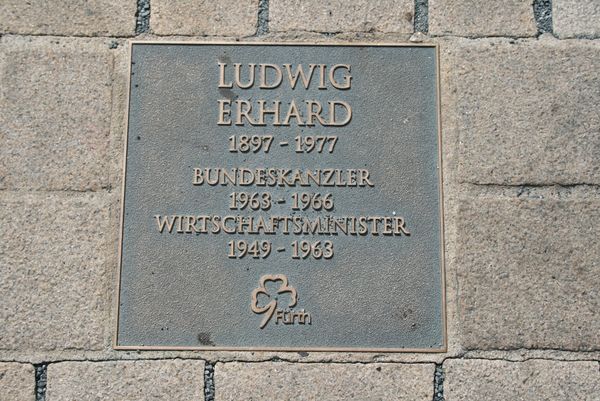 LUDWIG
ERHARD
1897 - 1977
BUNDESKANZLER
1963 - 1966
WIRTSCHAFTSMINISTER
1949 - 1963
Fürth